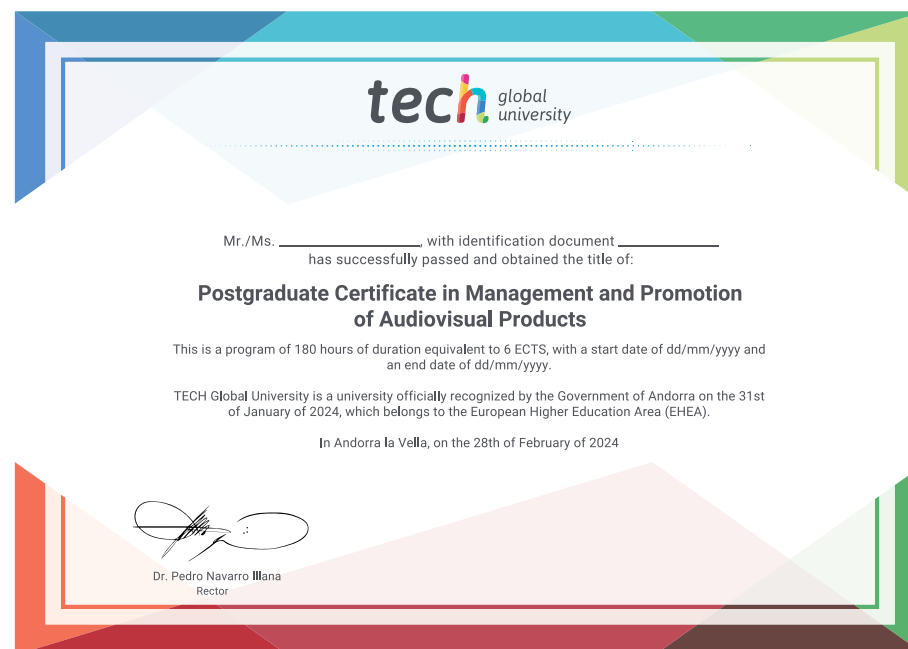 tech global
university
Mr./Ms. ____________, with identification document ____________
has successfully passed and obtained the title of:
Postgraduate Certificate in Management and Promotion
of Audiovisual Products
This is a program of 180 hours of duration equivalent to 6 ECTS, with a start date of dd/mm/yyyy and
an end date of dd/mm/yyyy.
TECH Global University is a university officially recognized by the Government of Andorra on the 31st
of January of 2024, which belongs to the European Higher Education Area (EHEA).
In Andorra la Vella, on the 28th of February of 2024
Dr. Pedro Navarro Illana
Rector